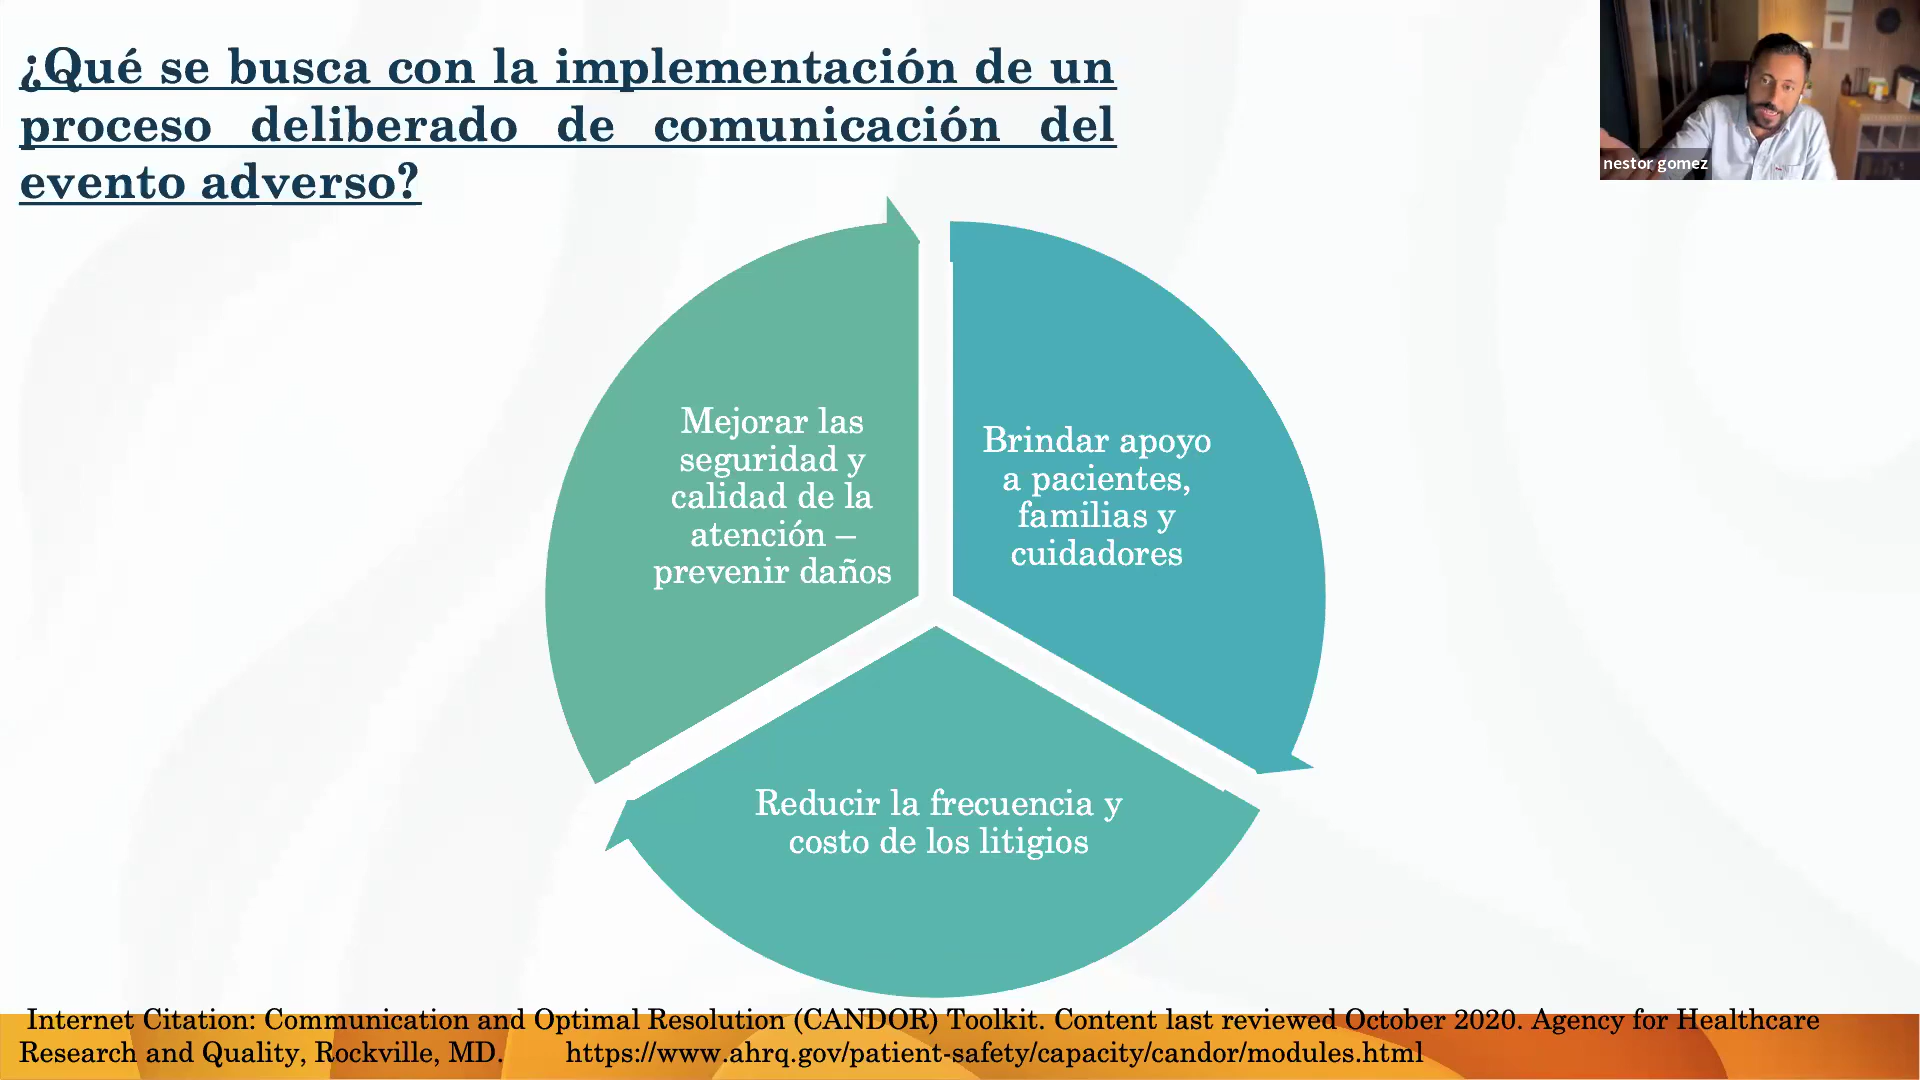 ¿Qué se busca con la implementación de un
proceso deliberado de comunicación del
evento adverso?
nestor gomez
Mejorar las
seguridad y
calidad de la
atención –
prevenir daños
Brindar apoyo
a pacientes,
familias y
cuidadores
Reducir la frecuencia y
costo de los litigios
Internet Citation: Communication and Optimal Resolution (CANDOR) Toolkit. Content last reviewed October 2020. Agency for Healthcare
Research and Quality, Rockville, MD. https://www.ahrq.gov/patient-safety/capacity/candor/modules.html